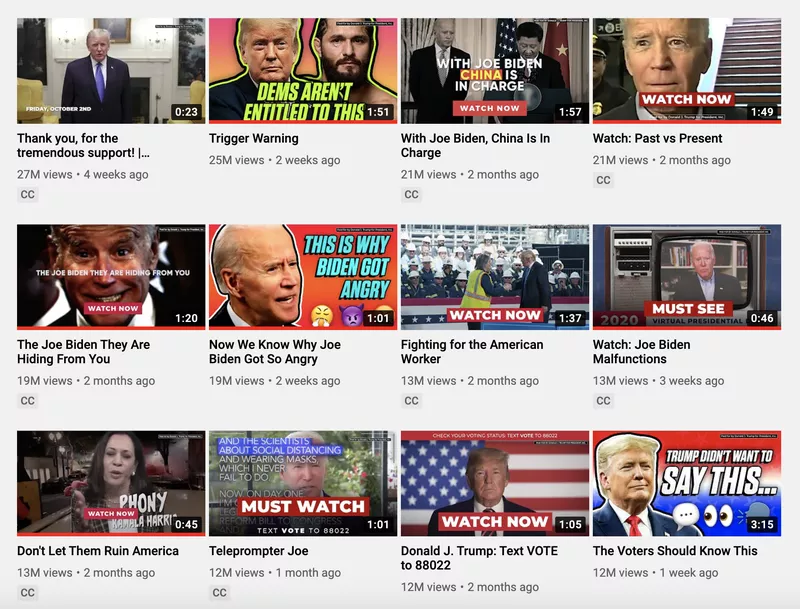 FRIDAY, OCTOBER 2ND
0:23
DEMS AREN'T
ENTITLED TO THIS
1:51
WITH JOE BIDEN
CHINA IS
IN CHARGE
WATCH NOW
1:57
WATCH NOW
1:49
Thank you, for the
tremendous support! |...
27M views • 4 weeks ago
CC
Trigger Warning
25M views • 2 weeks ago
With Joe Biden, China Is In
Charge
21M views • 2 months ago
CC
Watch: Past vs Present
21M views • 2 months ago
CC
THE JOE BIDEN THEY ARE HIDING FROM YOU
WATCH NOW
1:20
THIS IS WHY
BIDEN GOT
ANGRY
1:01
WATCH NOW
1:37
MUST SEE
2020 VIRTUAL PRESIDENTIAL
0:46
The Joe Biden They Are
Hiding From You
19M views • 2 months ago
CC
Now We Know Why Joe
Biden Got So Angry
19M views • 2 weeks ago
Fighting for the American
Worker
13M views • 2 months ago
CC
Watch: Joe Biden
Malfunctions
13M views • 3 weeks ago
CC
PHONY
KAMALA HARRIS
WATCH NOW
0:45
AND THE SCIENTISTS
ABOUT SOCIAL DISTANCING
AND WEARING MASKS,
WHICH I NEVER
FAIL TO DO
NOW, ON DAY ONE
MUST WATCH
REFORM BILL TO CONGRESS
TEXT VOTE TO 88022
1:01
CHECK YOUR VOTING STATUS: TEXT VOTE TO 88022
WATCH NOW
1:05
TRUMP DIDN'T WANT TO
SAY THIS...
3:15
Don't Let Them Ruin America
13M views • 2 months ago
CC
Teleprompter Joe
12M views • 1 month ago
CC
Donald J. Trump: Text VOTE
to 88022
12M views • 2 months ago
The Voters Should Know This
12M views • 1 week ago